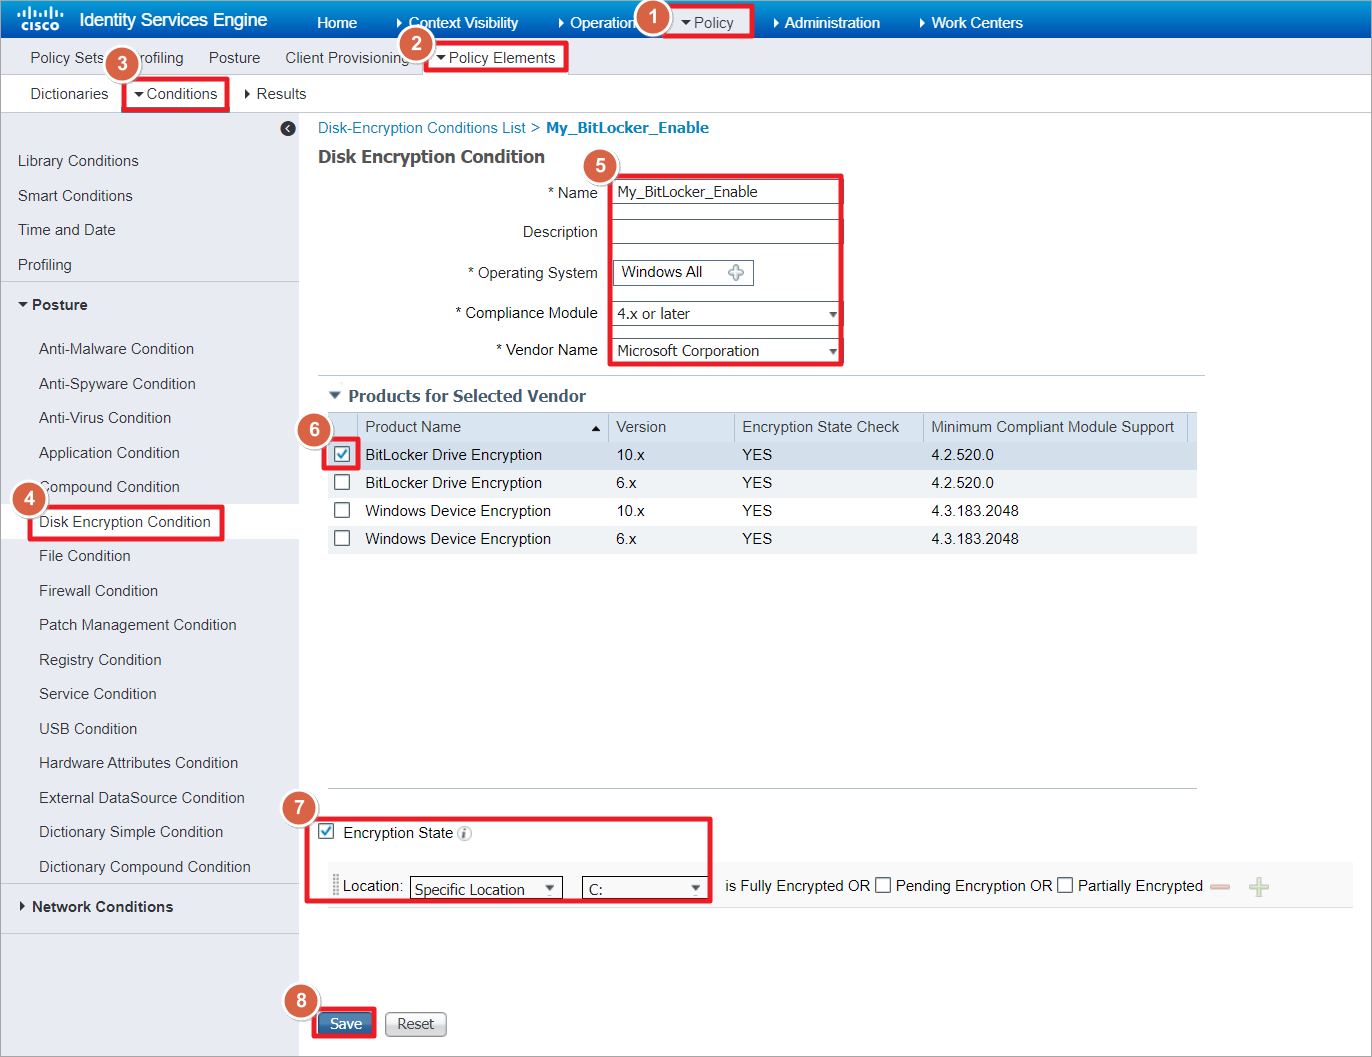 cisco Identity Services Engine Home Context Visibility Operation 1 Policy Administration Work Centers
2
Policy Sets Profiling Posture Client Provisioning Policy Elements
3
Dictionaries Conditions Results
Library Conditions
Smart Conditions
Time and Date
Profiling
Posture
Anti-Malware Condition
Anti-Spyware Condition
Anti-Virus Condition
Application Condition
Compound Condition
4
Disk Encryption Condition
File Condition
Firewall Condition
Patch Management Condition
Registry Condition
Service Condition
USB Condition
Hardware Attributes Condition
External DataSource Condition
Dictionary Simple Condition
Dictionary Compound Condition
Network Conditions
Disk-Encryption Conditions List > My_BitLocker_Enable
Disk Encryption Condition
5
* Name My_BitLocker_Enable
Description
* Operating System Windows All
* Compliance Module 4.x or later
* Vendor Name Microsoft Corporation
Products for Selected Vendor
6
Product Name Version Encryption State Check Minimum Compliant Module Support
BitLocker Drive Encryption 10.x YES 4.2.520.0
BitLocker Drive Encryption 6.x YES 4.2.520.0
Windows Device Encryption 10.x YES 4.3.183.2048
Windows Device Encryption 6.x YES 4.3.183.2048
7
Encryption State i
Location: Specific Location C: is Fully Encrypted OR Pending Encryption OR Partially Encrypted
8
Save Reset